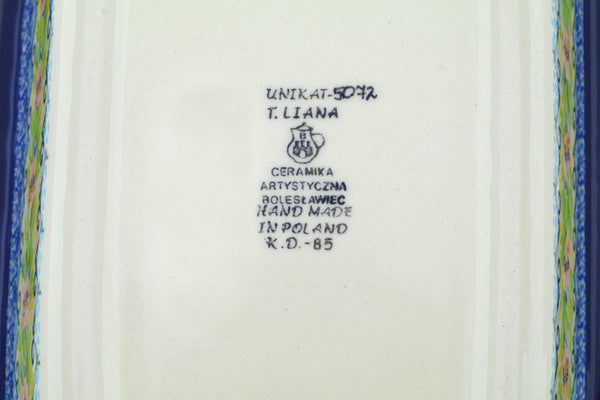 UNIKAT-5072
T. LIANA
B
CERAMIKA
ARTYSTYCZNA
BOLESŁAWIEC
HAND MADE
IN POLAND
K.D.-85